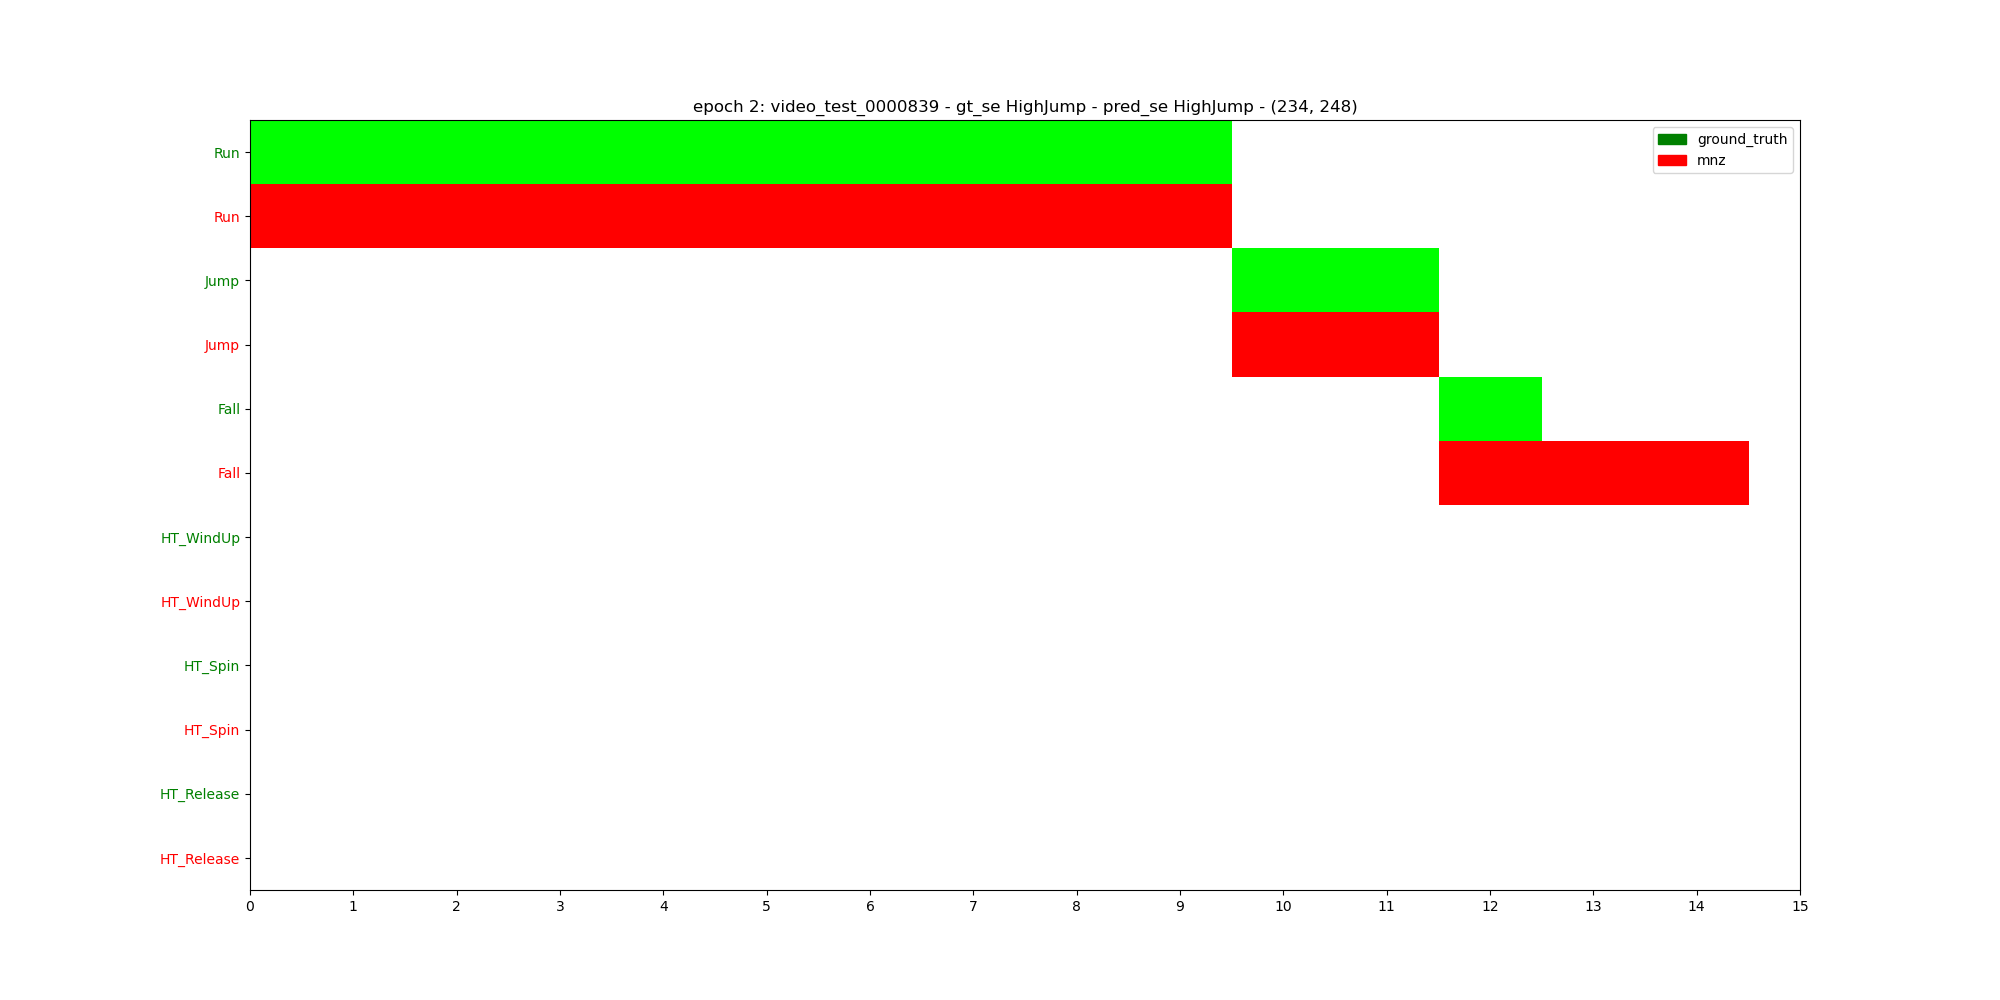 epoch 2: video_test_0000839 - gt_se HighJump - pred_se HighJump - (234, 248)
ground_truth
mnz
Run
Run
Jump
Jump
Fall
Fall
HT_WindUp
HT_WindUp
HT_Spin
HT_Spin
HT_Release
HT_Release
0 1 2 3 4 5 6 7 8 9 10 11 12 13 14 15